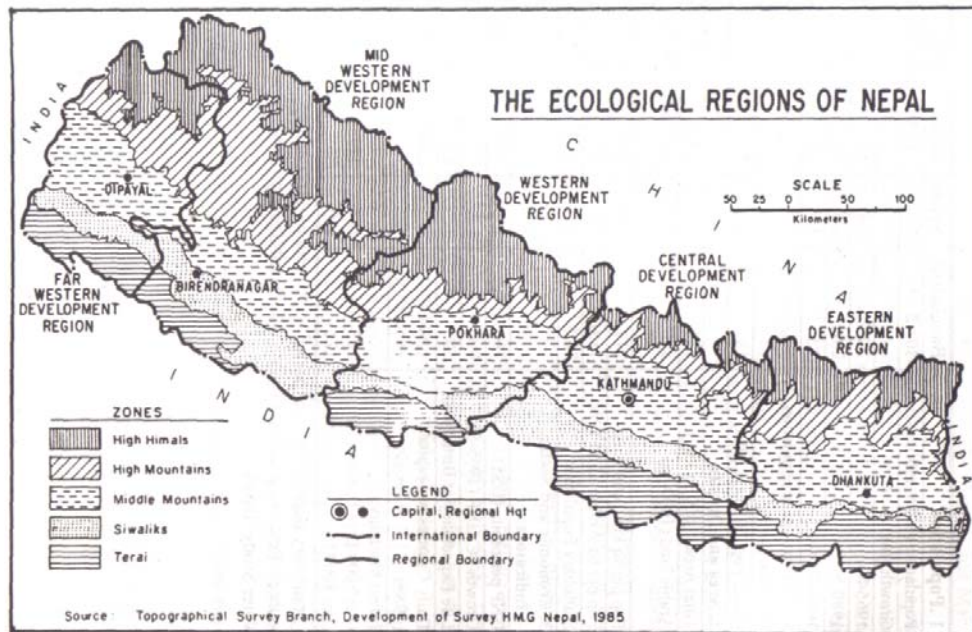 THE ECOLOGICAL REGIONS OF NEPAL
MID
WESTERN
DEVELOPMENT
REGION
WESTERN
DEVELOPMENT
REGION
CENTRAL
DEVELOPMENT
REGION
EASTERN
DEVELOPMENT
REGION
FAR
WESTERN
DEVELOPMENT
REGION
INDIA
CHINA
INDIA
INDIA
SCALE
50 25 0 50 100
Kilometers
DIPAYAL
BIRENDRANAGAR
POKHARA
KATHMANDU
DHANKUTA
ZONES
High Himals
High Mountains
Middle Mountains
Siwaliks
Terai
LEGEND
Capital, Regional Hqt
International Boundary
Regional Boundary
Source: Topographical Survey Branch, Development of Survey H.M.G Nepal, 1985